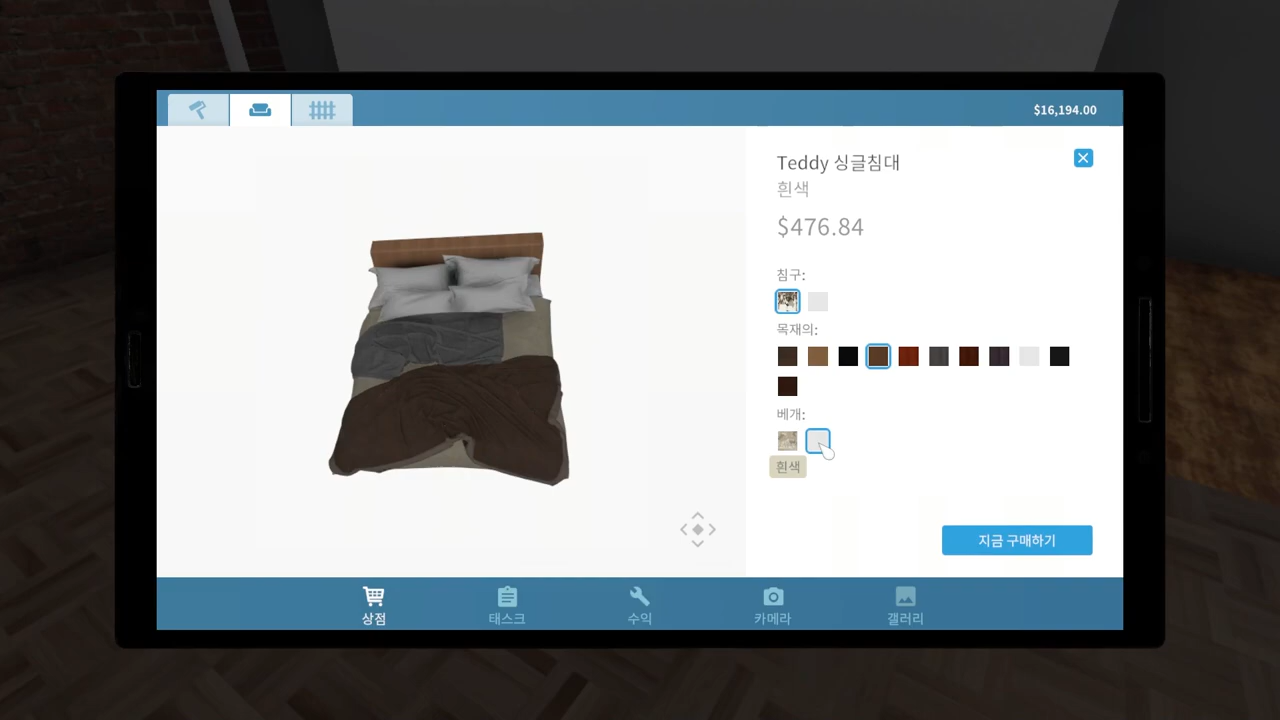 $16,194.00
Teddy 싱글침대
흰색
$476.84
침구:
목재의:
베개:
흰색
지금 구매하기
상점
태스크
수익
카메라
갤러리